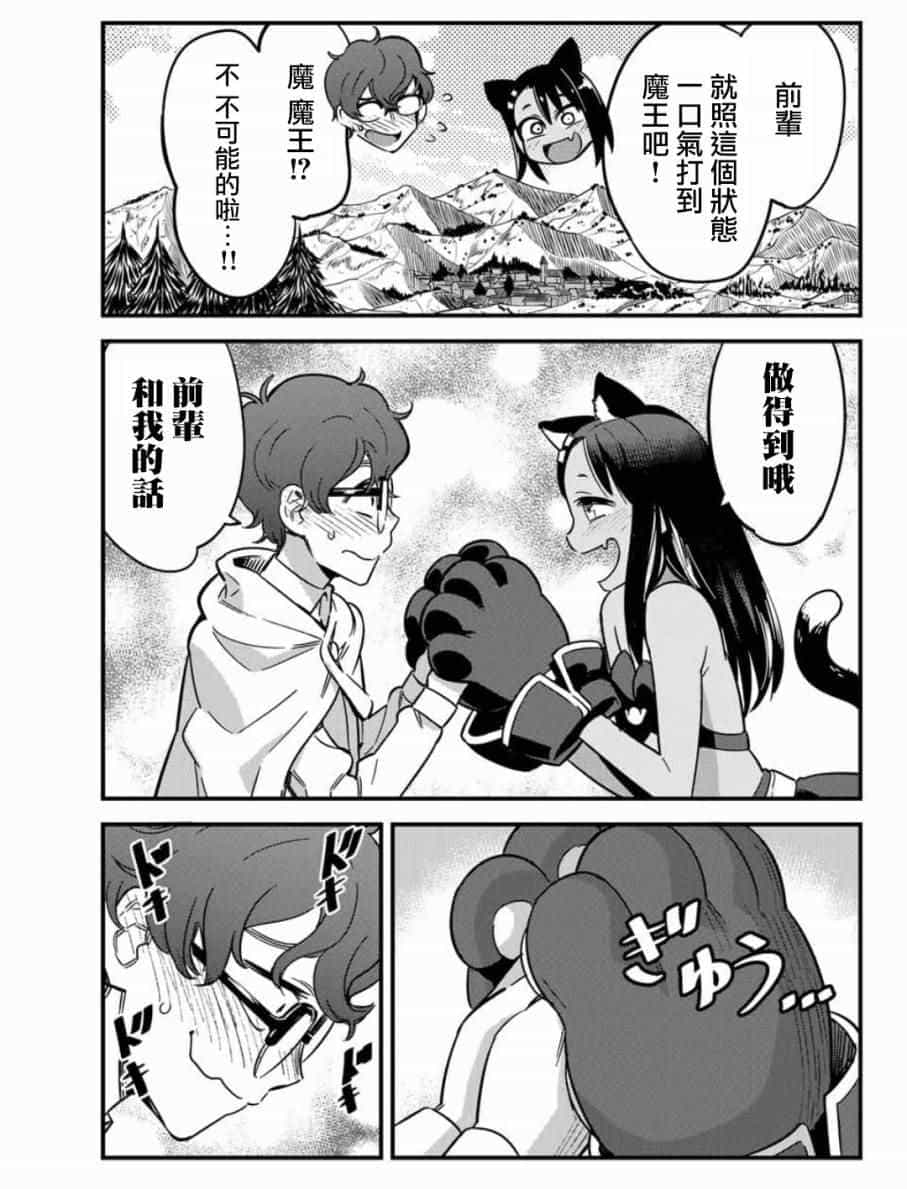 前輩
就照這個狀態
一口氣打到
魔王吧！
魔 魔王!?
不 不可能的啦…!!
做得到哦
前輩
和我的話
ぎゅう…
ドキ
ドキ
ドキ
ドキ